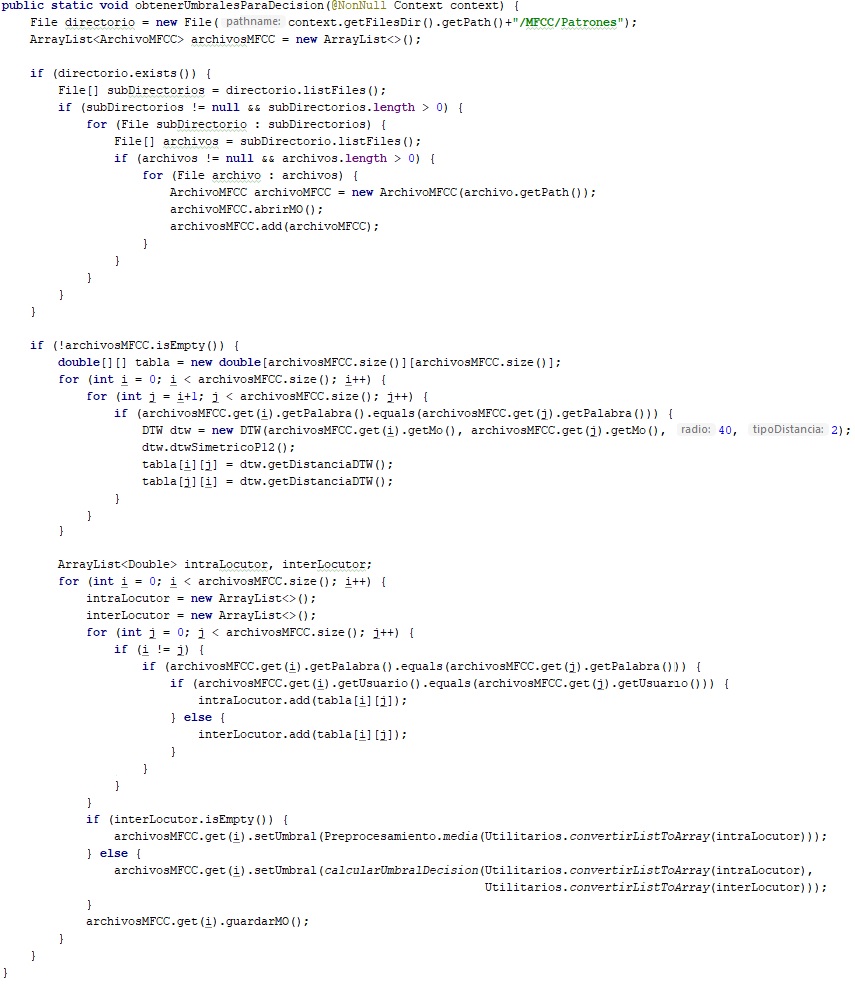 public static void obtenerUmbralesParaDecision(@NonNull Context context) {
    File directorio = new File( pathname: context.getFilesDir().getPath()+"/MFCC/Patrones");
    ArrayList<ArchivoMFCC> archivosMFCC = new ArrayList<>();

    if (directorio.exists()) {
        File[] subDirectorios = directorio.listFiles();
        if (subDirectorios != null && subDirectorios.length > 0) {
            for (File subDirectorio : subDirectorios) {
                File[] archivos = subDirectorio.listFiles();
                if (archivos != null && archivos.length > 0) {
                    for (File archivo : archivos) {
                        ArchivoMFCC archivoMFCC = new ArchivoMFCC(archivo.getPath());
                        archivoMFCC.abrirMO();
                        archivosMFCC.add(archivoMFCC);
                    }
                }
            }
        }
    }

    if (!archivosMFCC.isEmpty()) {
        double[][] tabla = new double[archivosMFCC.size()][archivosMFCC.size()];
        for (int i = 0; i < archivosMFCC.size(); i++) {
            for (int j = i+1; j < archivosMFCC.size(); j++) {
                if (archivosMFCC.get(i).getPalabra().equals(archivosMFCC.get(j).getPalabra())) {
                    DTW dtw = new DTW(archivosMFCC.get(i).getMo(), archivosMFCC.get(j).getMo(), radio: 40, tipoDistancia: 2);
                    dtw.dtwSimetricoP12();
                    tabla[i][j] = dtw.getDistanciaDTW();
                    tabla[j][i] = dtw.getDistanciaDTW();
                }
            }
        }

        ArrayList<Double> intraLocutor, interLocutor;
        for (int i = 0; i < archivosMFCC.size(); i++) {
            intraLocutor = new ArrayList<>();
            interLocutor = new ArrayList<>();
            for (int j = 0; j < archivosMFCC.size(); j++) {
                if (i != j) {
                    if (archivosMFCC.get(i).getPalabra().equals(archivosMFCC.get(j).getPalabra())) {
                        if (archivosMFCC.get(i).getUsuario().equals(archivosMFCC.get(j).getUsuario())) {
                            intraLocutor.add(tabla[i][j]);
                        } else {
                            interLocutor.add(tabla[i][j]);
                        }
                    }
                }
            }
            if (interLocutor.isEmpty()) {
                archivosMFCC.get(i).setUmbral(Preprocesamiento.media(Utilitarios.convertirListToArray(intraLocutor)));
            } else {
                archivosMFCC.get(i).setUmbral(calcularUmbralDecision(Utilitarios.convertirListToArray(intraLocutor),
                                                                     Utilitarios.convertirListToArray(interLocutor)));
            }
            archivosMFCC.get(i).guardarMO();
        }
    }
}